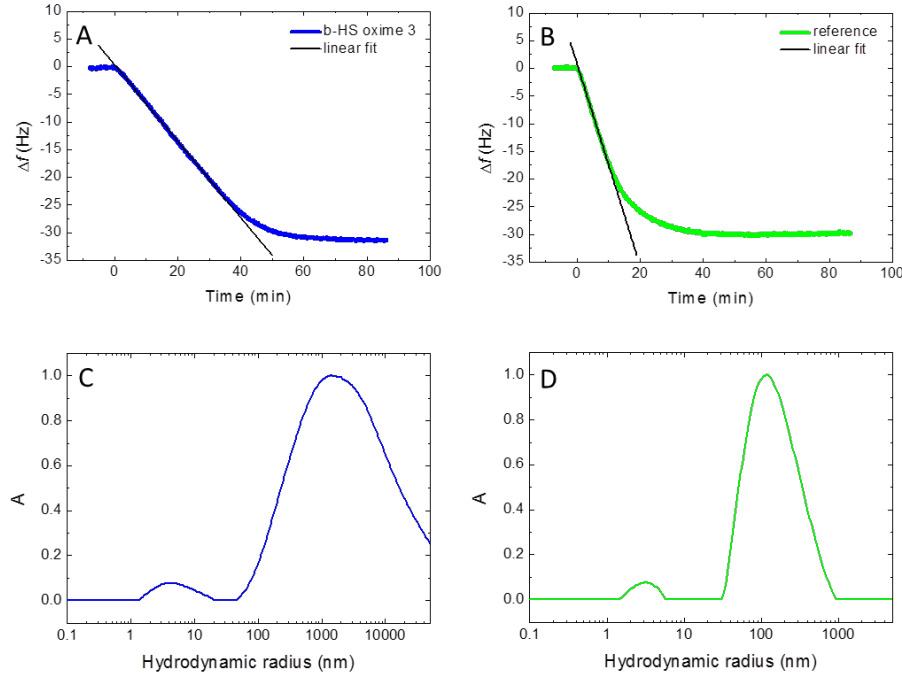 A
b-HS oxime 3
linear fit
10
5
0
-5
-10
-15
-20
-25
-30
-35
Δf (Hz)
0 20 40 60 80 100
Time (min)
B
reference
linear fit
10
5
0
-5
-10
-15
-20
-25
-30
-35
Δf (Hz)
0 20 40 60 80 100
Time (min)
C
1.0
0.8
0.6
0.4
0.2
0.0
A
0.1 1 10 100 1000 10000
Hydrodynamic radius (nm)
D
1.0
0.8
0.6
0.4
0.2
0.0
A
0.1 1 10 100 1000
Hydrodynamic radius (nm)